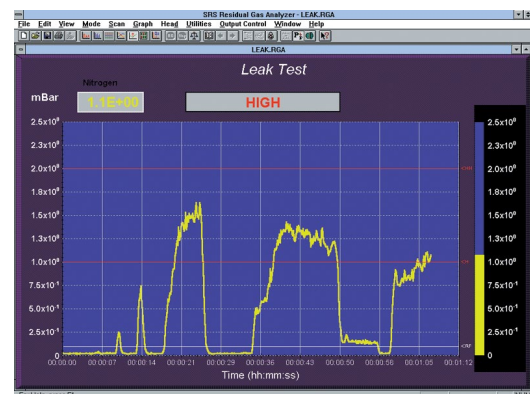 SRS Residual Gas Analyzer - LEAK.RGA
File Edit View Mode Scan Graph Head Utilities Output Control Window Help
LEAK.RGA
Leak Test
Nitrogen
mBar
1.1E+00
HIGH
2.5x10⁰ 2.5x10⁰
2.3x10⁰ 2.3x10⁰
2.0x10⁰ 2.0x10⁰
1.8x10⁰ 1.8x10⁰
1.5x10⁰ 1.5x10⁰
1.3x10⁰ 1.3x10⁰
1.0x10⁰ 1.0x10⁰
7.5x10⁻¹ 7.5x10⁻¹
5.0x10⁻¹ 5.0x10⁻¹
2.5x10⁻¹ 2.5x10⁻¹
0 0
00:00:00 00:00:07 00:00:14 00:00:21 00:00:29 00:00:36 00:00:43 00:00:50 00:00:58 00:01:05 00:01:12
Time (hh:mm:ss)